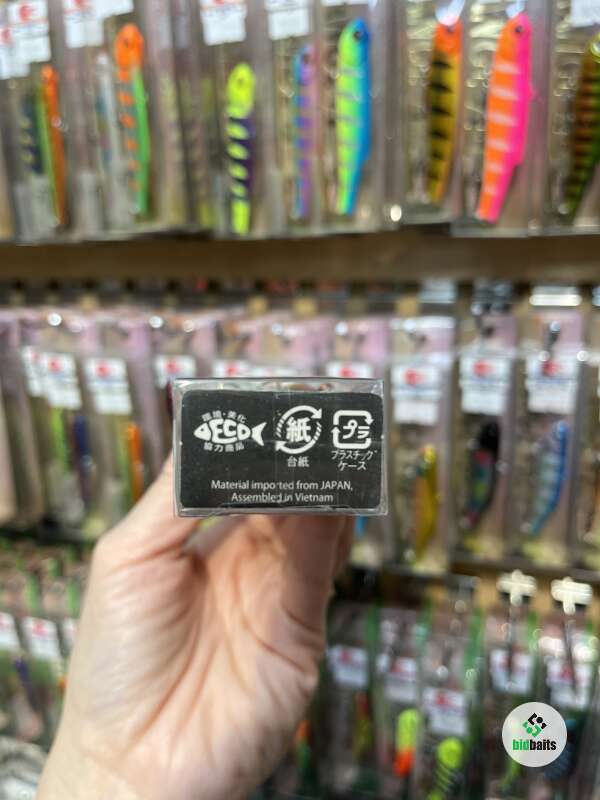 環境・美化
ECO
協力商品
紙
台紙
プラ
プラスチック
ケース
Material imported from JAPAN,
Assembled in Vietnam
bidbaits